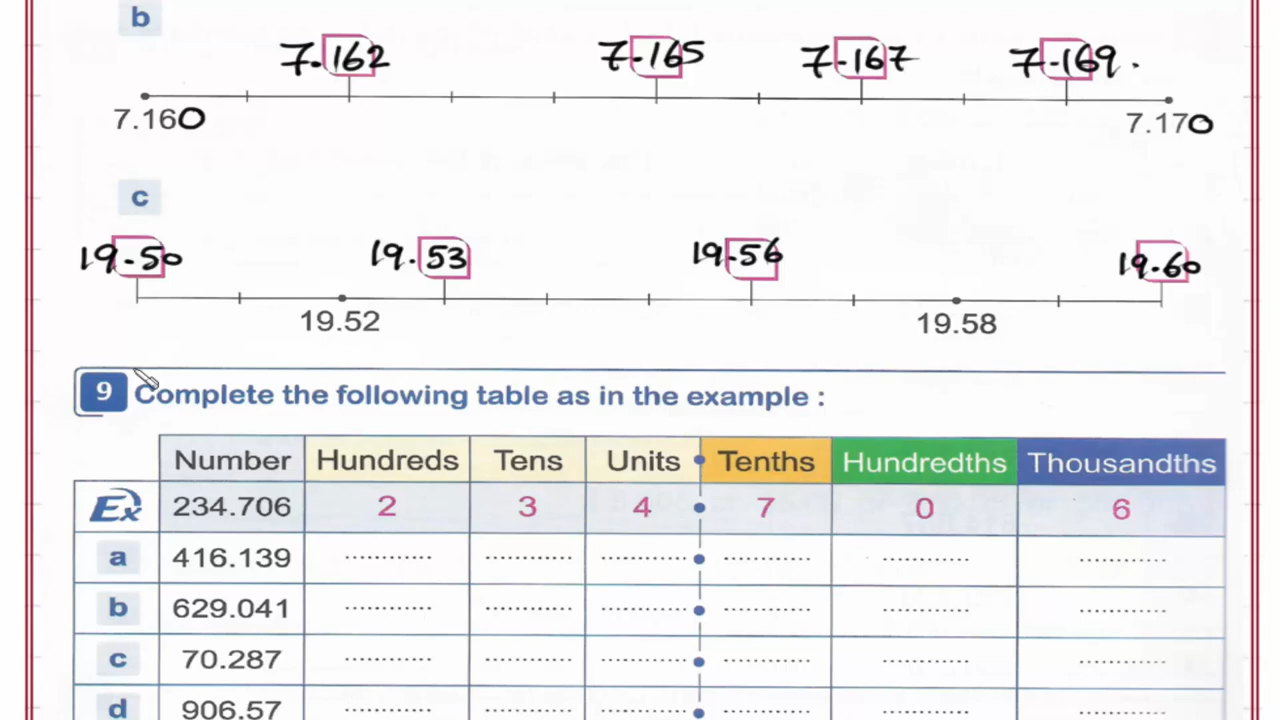 b
7.162 7.165 7.167 7.169.
7.160 7.170
c
19.50 19.53 19.56 19.60
19.52 19.58
9 Complete the following table as in the example :
Number Hundreds Tens Units • Tenths Hundredths Thousandths
Ex 234.706 2 3 4 • 7 0 6
a 416.139 ................ ................ ................ • ................ ................ ................
b 629.041 ................ ................ ................ • ................ ................ ................
c 70.287 ................ ................ ................ • ................ ................ ................
d 906.57 ................ ................ ................ • ................ ................ ................